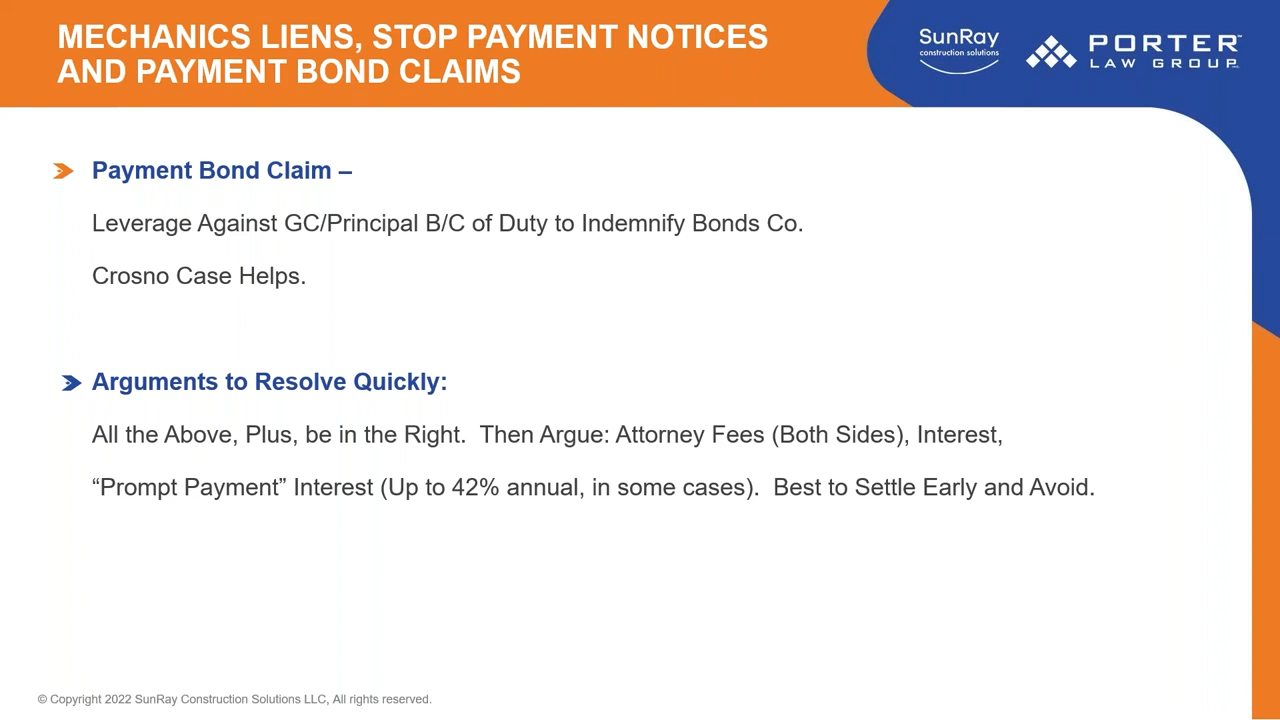 MECHANICS LIENS, STOP PAYMENT NOTICES
AND PAYMENT BOND CLAIMS
SunRay
construction solutions
PORTER™
LAW GROUP
Payment Bond Claim –
Leverage Against GC/Principal B/C of Duty to Indemnify Bonds Co.
Crosno Case Helps.
Arguments to Resolve Quickly:
All the Above, Plus, be in the Right.  Then Argue: Attorney Fees (Both Sides), Interest,
“Prompt Payment” Interest (Up to 42% annual, in some cases).  Best to Settle Early and Avoid.
© Copyright 2022 SunRay Construction Solutions LLC, All rights reserved.